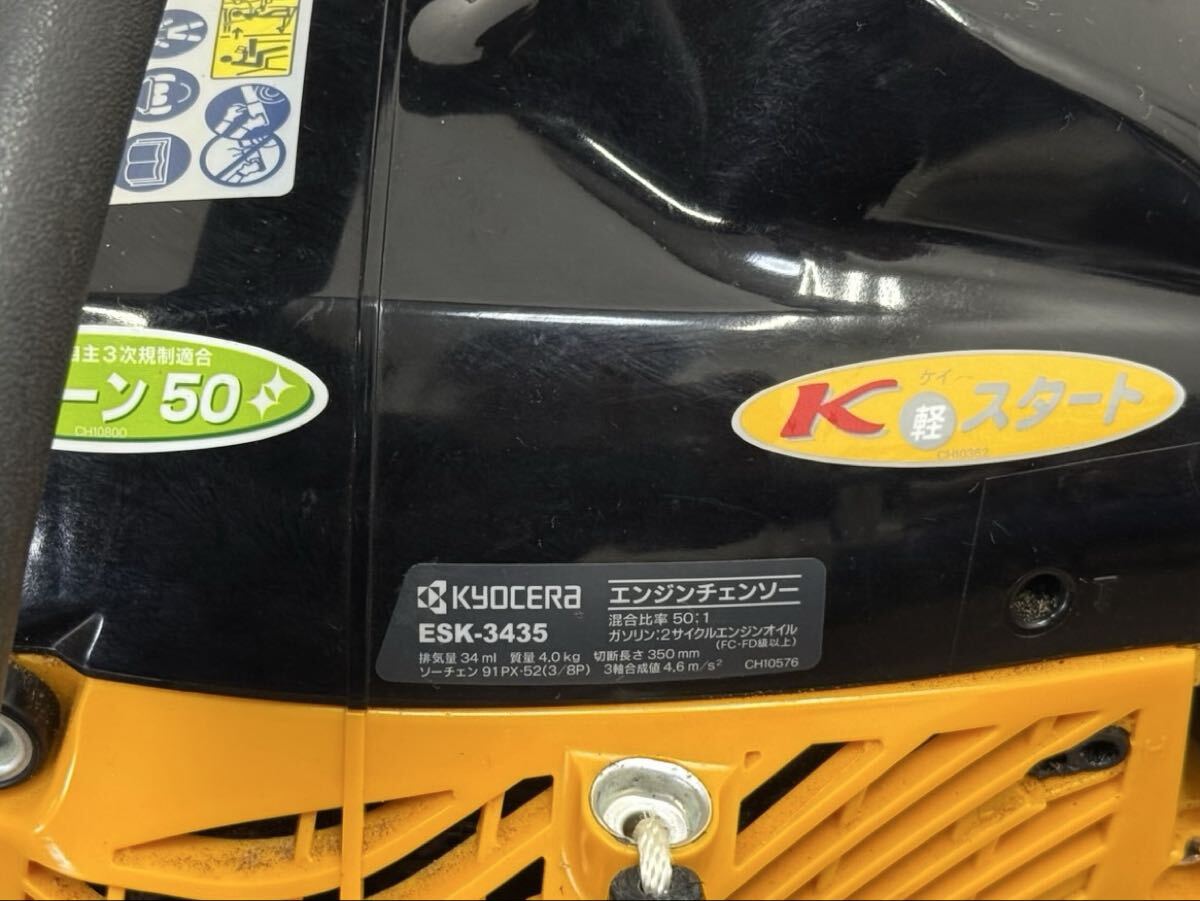 主3次規制適合
ーン50
CH10800
ケイ〜
K軽スタート
CH10362
KYOCERa
ESK-3435
エンジンチェンソー
混合比率 50:1
ガソリン:2サイクルエンジンオイル
(FC・FD級以上)
排気量 34 ml 質量 4.0 kg 切断長さ 350 mm
ソーチェン 91PX-52(3/8P) 3軸合成値 4.6 m/s² CH10576